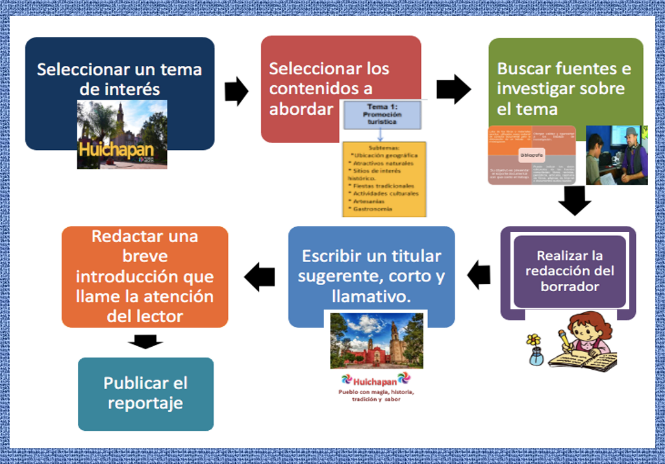 Seleccionar un tema
de interés
Huichapan
Seleccionar los
contenidos a
abordar
Tema 1:
Promoción
turística
Subtemas:
*Ubicación geográfica
* Atractivos naturales
* Sitios de interés
histórico.
* Fiestas tradicionales
* Actividades culturales
* Artesanías
* Gastronomía
Buscar fuentes e
investigar sobre
el tema
Realizar la
redacción del
borrador
Escribir un titular
sugerente, corto y
llamativo.
Huichapan
Pueblo con magia, historia,
tradición y sabor
Redactar una
breve
introducción que
llame la atención
del lector
Publicar el
reportaje